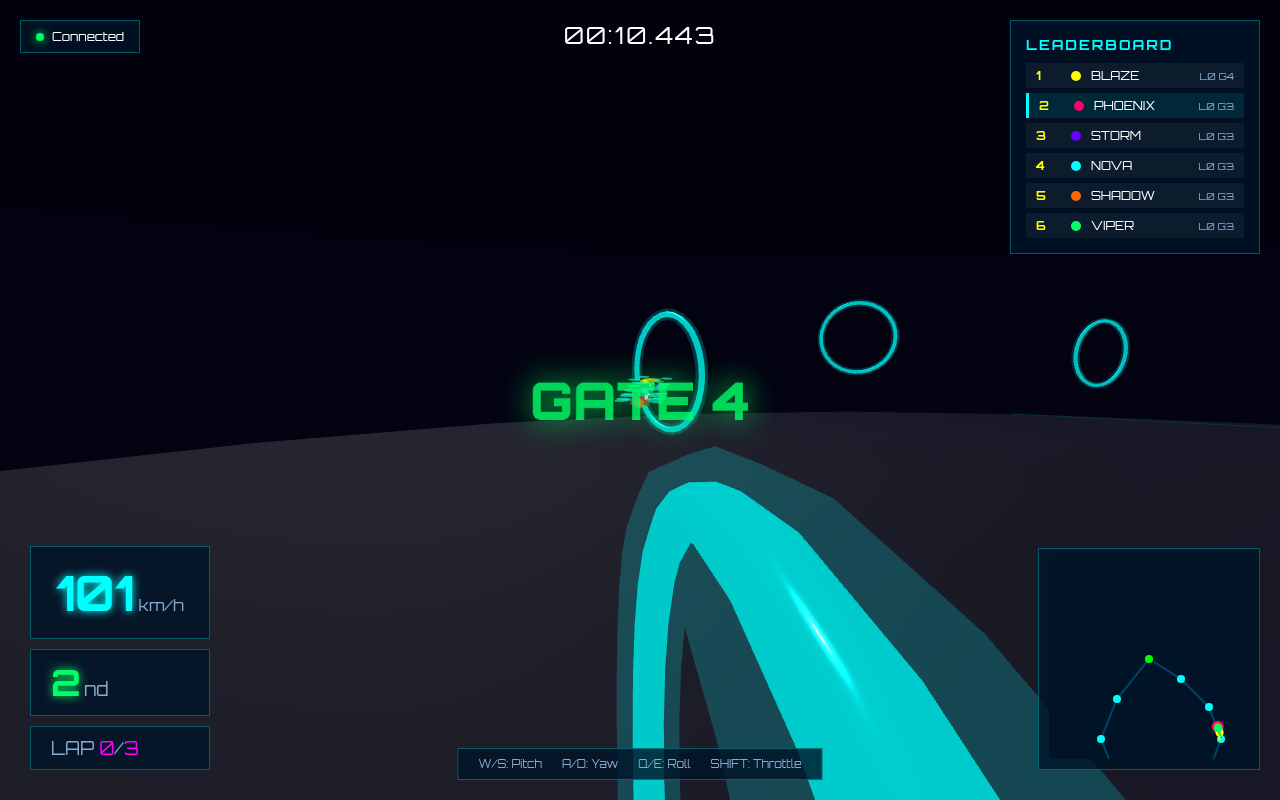 Connected
00:10.443
LEADERBOARD
1 BLAZE L0 G4
2 PHOENIX L0 G3
3 STORM L0 G3
4 NOVA L0 G3
5 SHADOW L0 G3
6 VIPER L0 G3
GATE 4
101 km/h
2 nd
LAP 0/3
W/S: Pitch A/D: Yaw Q/E: Roll SHIFT: Throttle